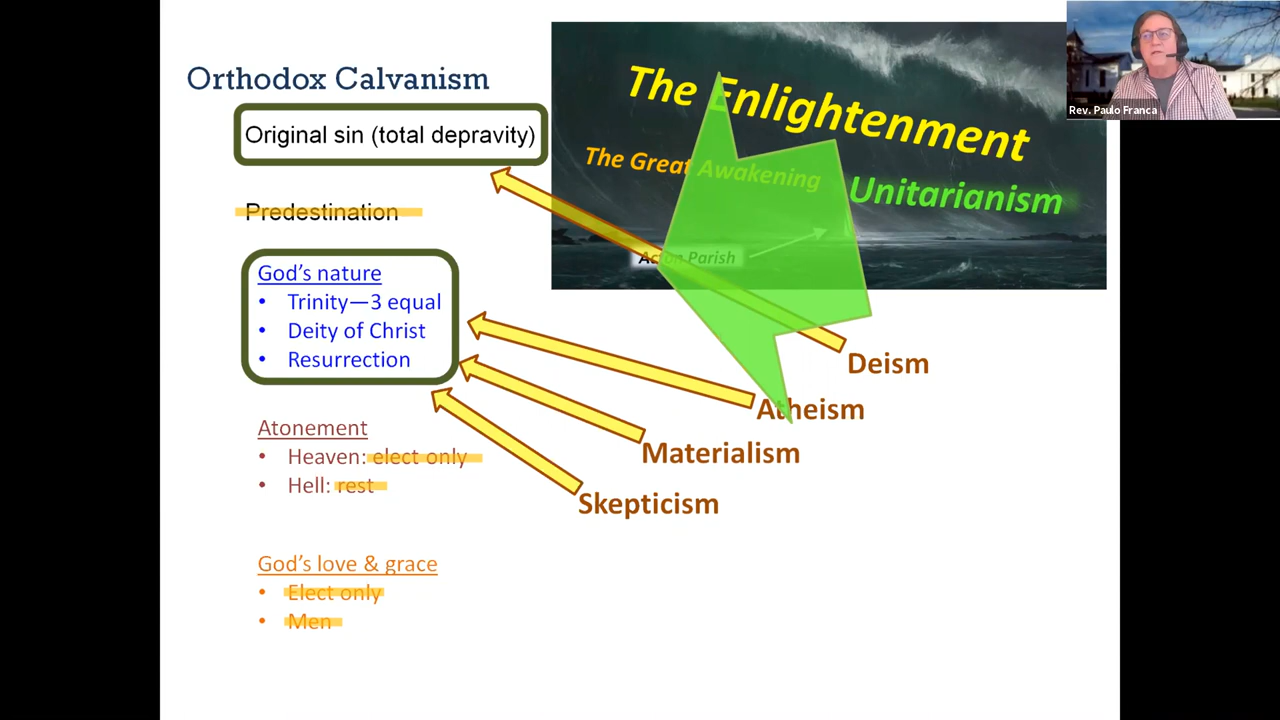 Orthodox Calvanism
Original sin (total depravity)
Predestination
God's nature
• Trinity—3 equal
• Deity of Christ
• Resurrection
Atonement
• Heaven: elect only
• Hell: rest
God's love & grace
• Elect only
• Men
The Enlightenment
The Great Awakening
Unitarianism
Acton Parish
Deism
Atheism
Materialism
Skepticism
Rev. Paulo Franca